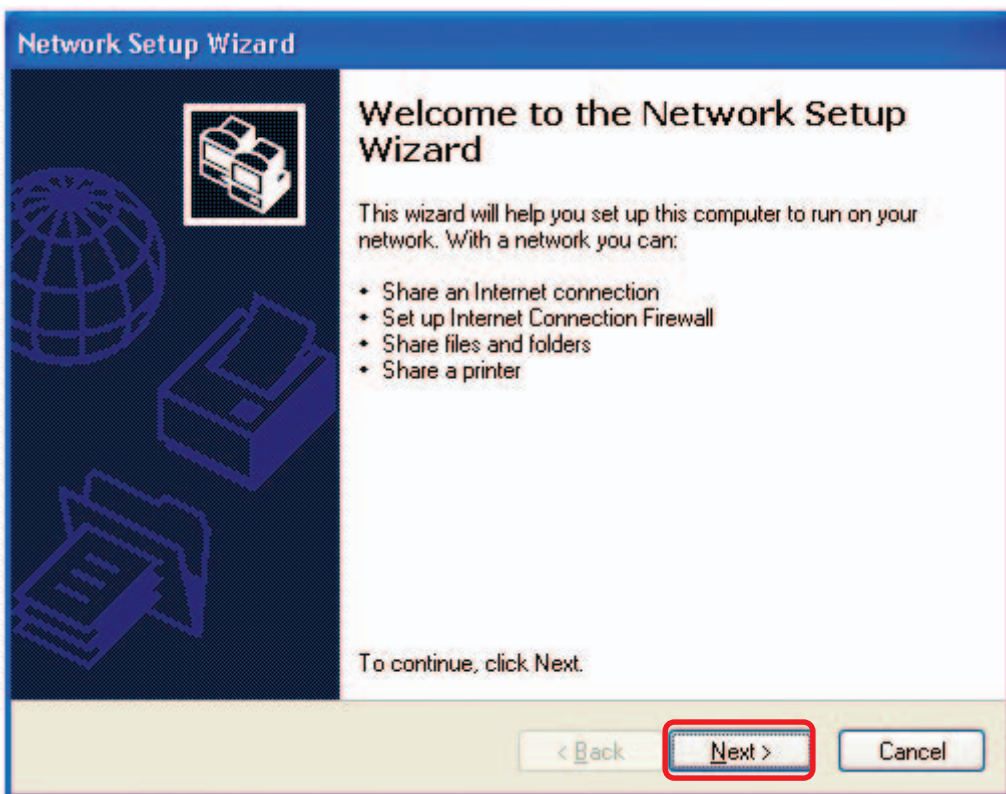 Network Setup Wizard
Welcome to the Network Setup
Wizard
This wizard will help you set up this computer to run on your
network. With a network you can:
• Share an Internet connection
• Set up Internet Connection Firewall
• Share files and folders
• Share a printer
To continue, click Next.
< Back Next > Cancel